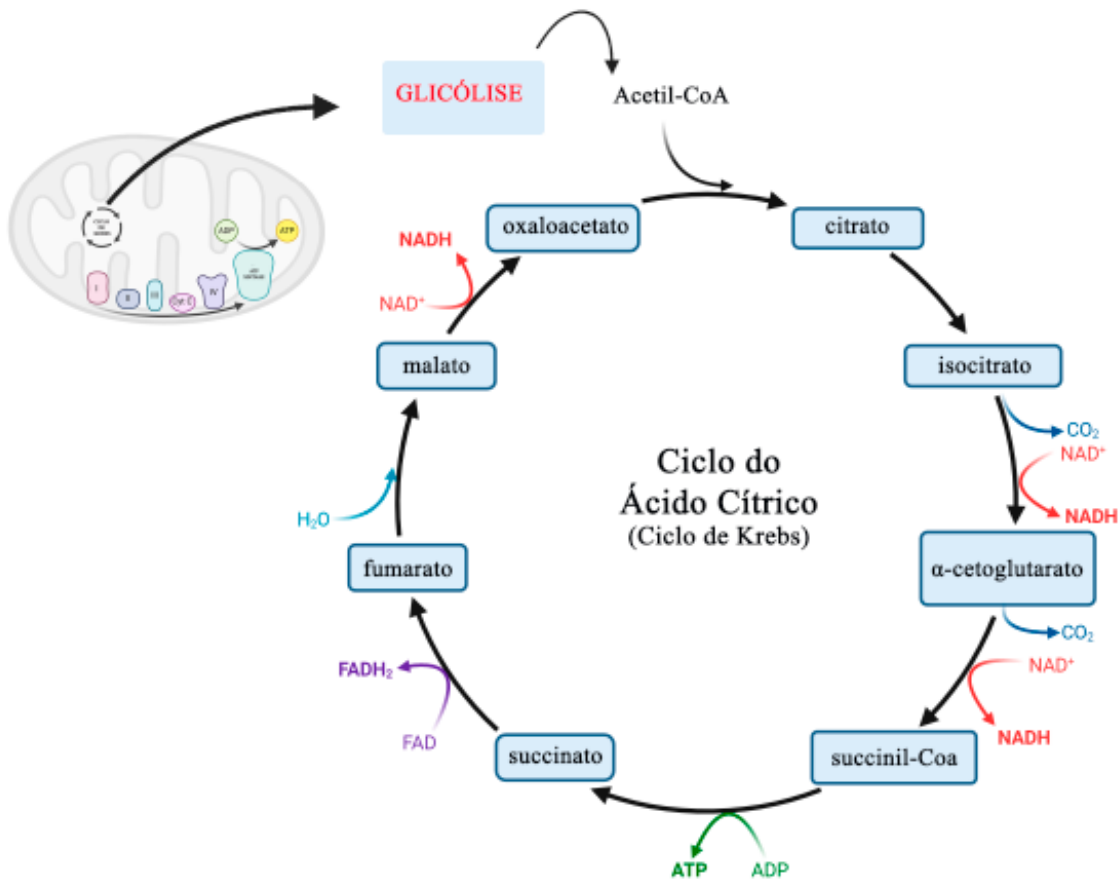 GLICÓLISE
Acetil-CoA
oxaloacetato
citrato
NADH
NAD⁺
ADP
ATP
I
II
III
Cyt C
IV
malato
isocitrato
CO₂
NAD⁺
NADH
Ciclo do
Ácido Cítrico
(Ciclo de Krebs)
H₂O
fumarato
α-cetoglutarato
CO₂
FADH₂
NAD⁺
FAD
NADH
succinato
succinil-Coa
ATP
ADP